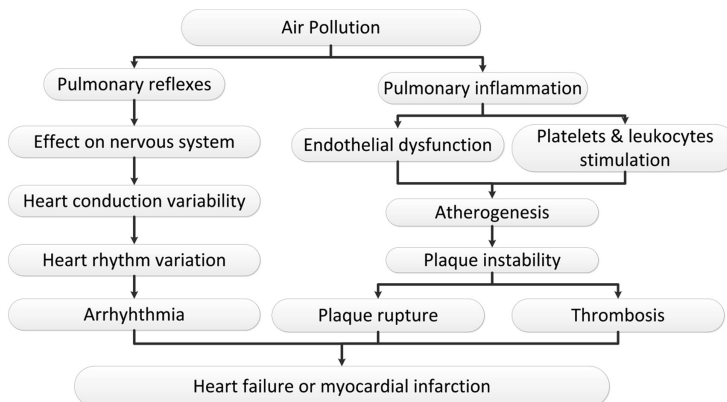 Air Pollution
Pulmonary reflexes
Pulmonary inflammation
Effect on nervous system
Endothelial dysfunction
Platelets & leukocytes
stimulation
Heart conduction variability
Atherogenesis
Heart rhythm variation
Plaque instability
Arrhyhthmia
Plaque rupture
Thrombosis
Heart failure or myocardial infarction